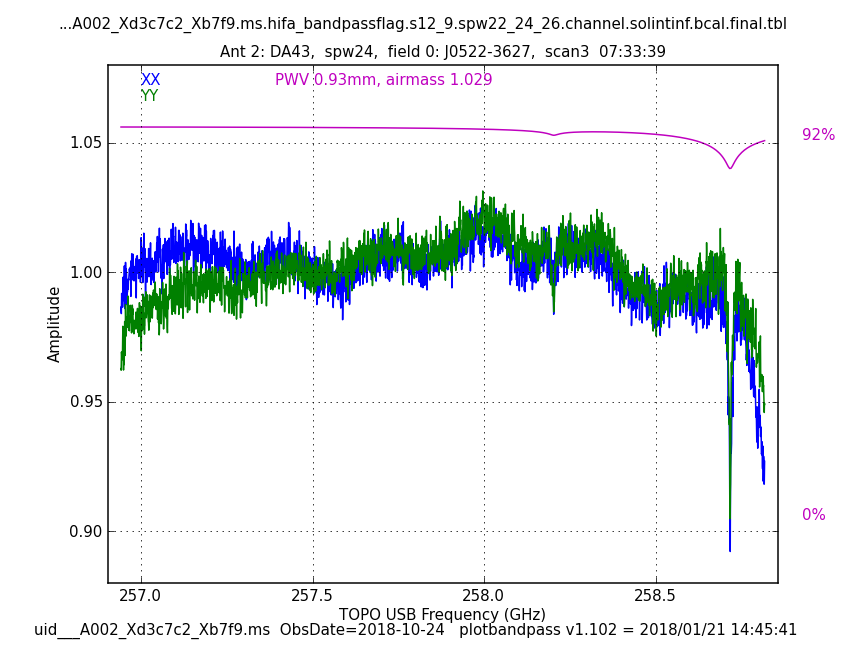 ...A002_Xd3c7c2_Xb7f9.ms.hifa_bandpassflag.s12_9.spw22_24_26.channel.solintinf.bcal.final.tbl
Ant 2: DA43,  spw24,  field 0: J0522-3627,  scan3  07:33:39
XX
PWV 0.93mm, airmass 1.029
YY
92%
1.05
1.00
0.95
0.90
Amplitude
0%
257.0
257.5
258.0
258.5
TOPO USB Frequency (GHz)
uid___A002_Xd3c7c2_Xb7f9.ms  ObsDate=2018-10-24   plotbandpass v1.102 = 2018/01/21 14:45:41